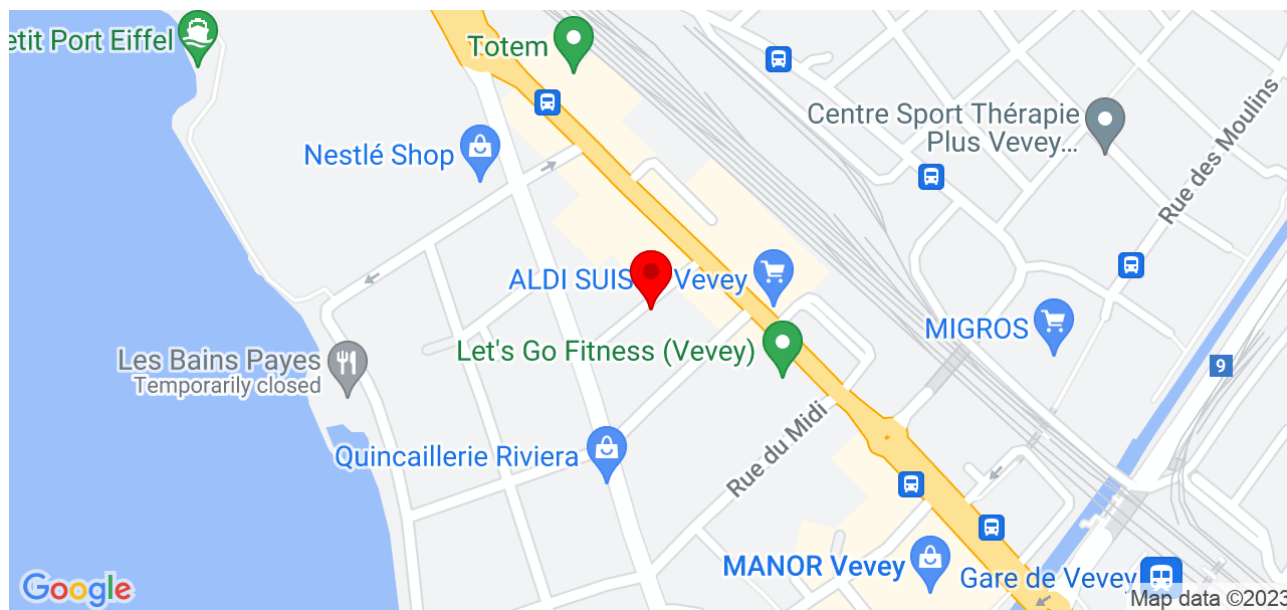 etit Port Eiffel
Totem
Centre Sport Thérapie
Plus Vevey...
Nestlé Shop
Rue des Moulins
ALDI SUIS Vevey
MIGROS
Let's Go Fitness (Vevey)
Les Bains Payes
Temporarily closed
9
Rue du Midi
Quincaillerie Riviera
MANOR Vevey
Gare de Vevey
Google
Map data ©2023